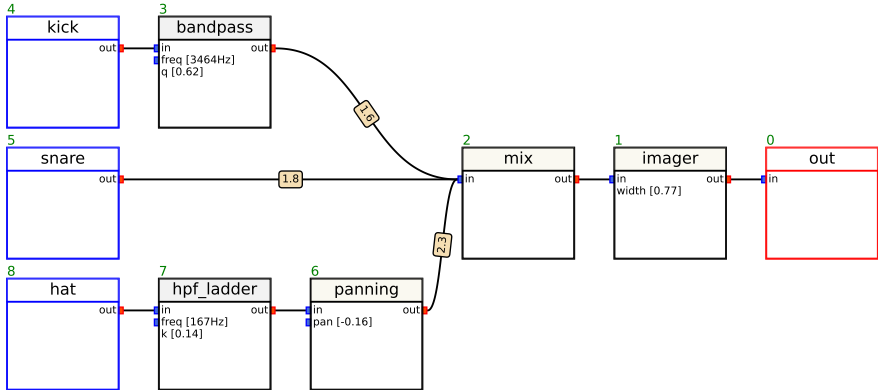 4
kick
out
3
bandpass
in out
freq [3464Hz]
q [0.62]
1.6
5
snare
out
1.8
2
mix
in out
1
imager
in out
width [0.77]
0
out
in
2.3
8
hat
out
7
hpf_ladder
in out
freq [167Hz]
k [0.14]
6
panning
in out
pan [-0.16]